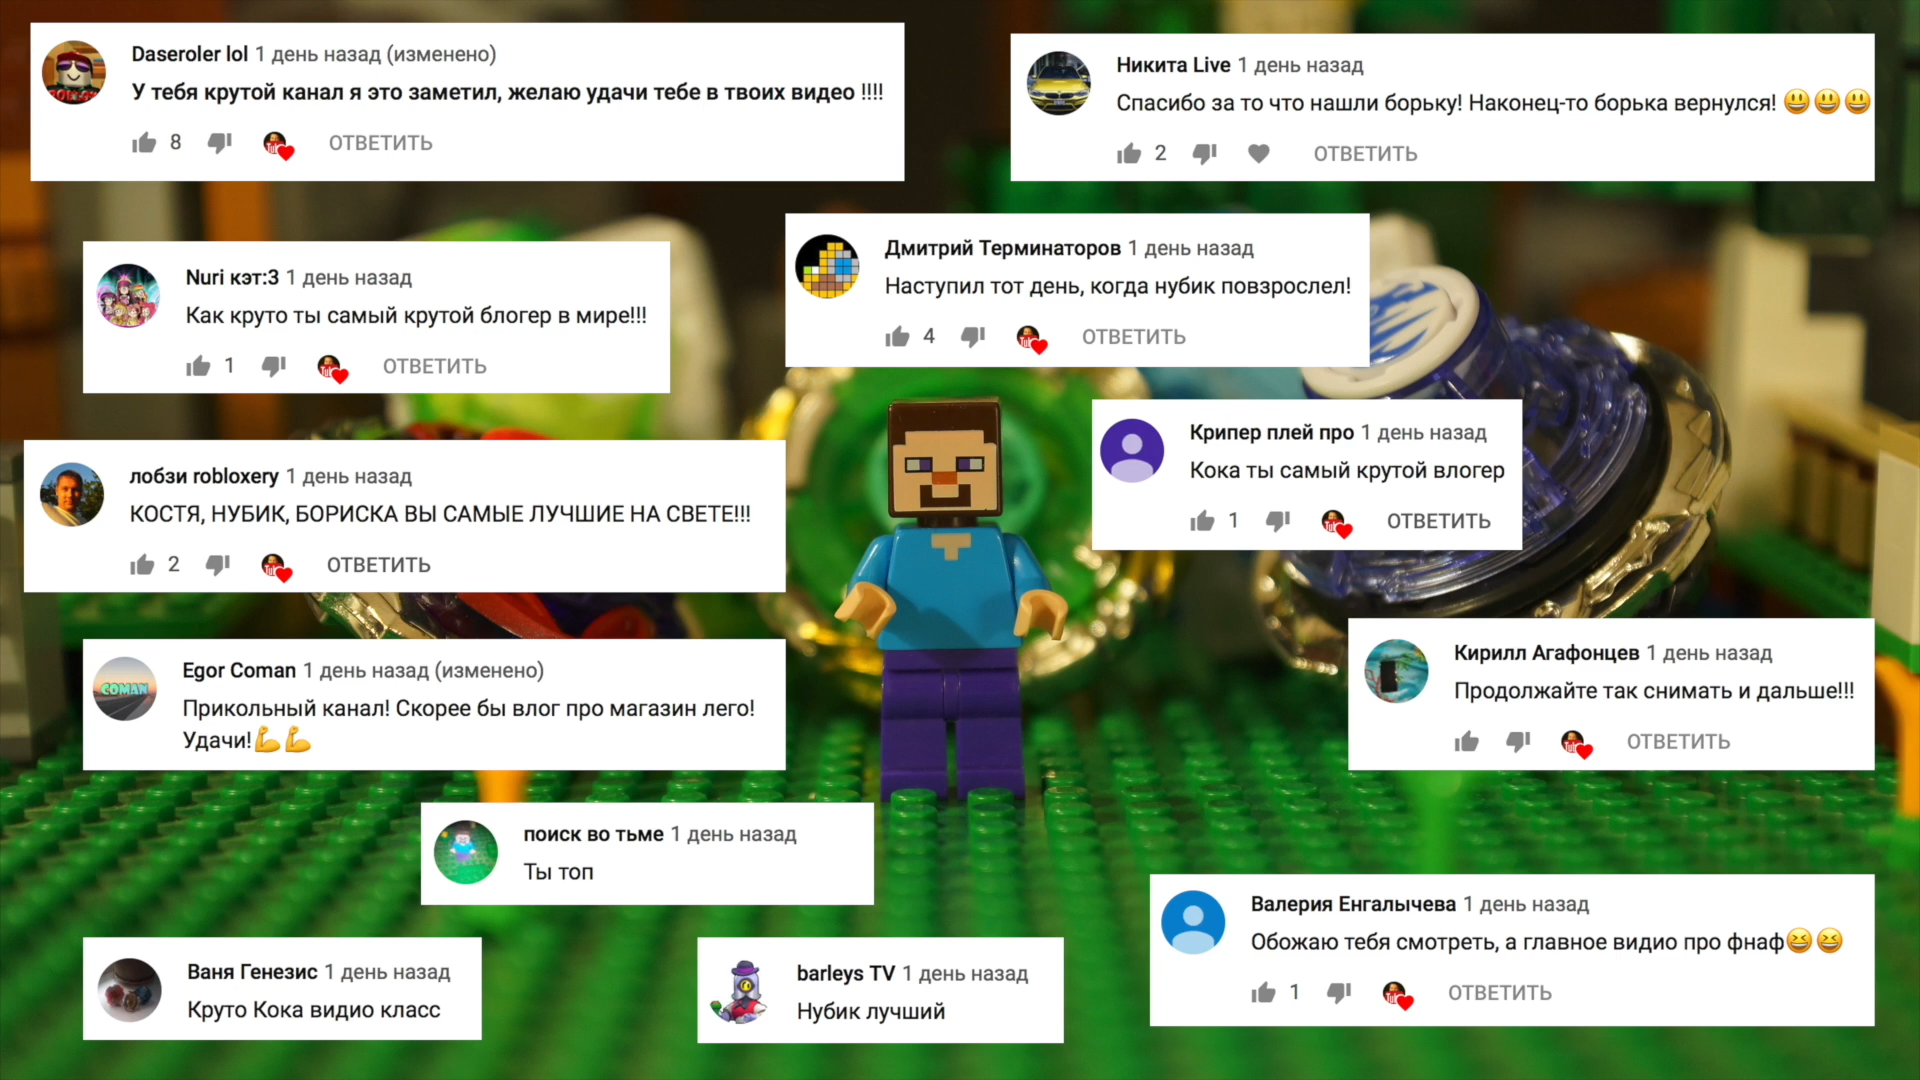 Daseroler lol 1 день назад (изменено)
У тебя крутой канал я это заметил, желаю удачи тебе в твоих видео !!!!
8 ОТВЕТИТЬ
Никита Live 1 день назад
Спасибо за то что нашли борьку! Наконец-то борька вернулся! 😃😃😃
2 ОТВЕТИТЬ
Nuri кэт:3 1 день назад
Как круто ты самый крутой блогер в мире!!!
1 ОТВЕТИТЬ
Дмитрий Терминаторов 1 день назад
Наступил тот день, когда нубик повзрослел!
4 ОТВЕТИТЬ
лобзи robloxery 1 день назад
КОСТЯ, НУБИК, БОРИСКА ВЫ САМЫЕ ЛУЧШИЕ НА СВЕТЕ!!!
2 ОТВЕТИТЬ
Крипер плей про 1 день назад
Кока ты самый крутой влогер
1 ОТВЕТИТЬ
Egor Coman 1 день назад (изменено)
COMAN
Прикольный канал! Скорее бы влог про магазин лего!
Удачи!💪💪
Кирилл Агафонцев 1 день назад
Продолжайте так снимать и дальше!!!
ОТВЕТИТЬ
поиск во тьме 1 день назад
Ты топ
Валерия Енгалычева 1 день назад
Обожаю тебя смотреть, а главное видио про фнаф😆😆
1 ОТВЕТИТЬ
Ваня Генезис 1 день назад
Круто Кока видио класс
barleys TV 1 день назад
Нубик лучший